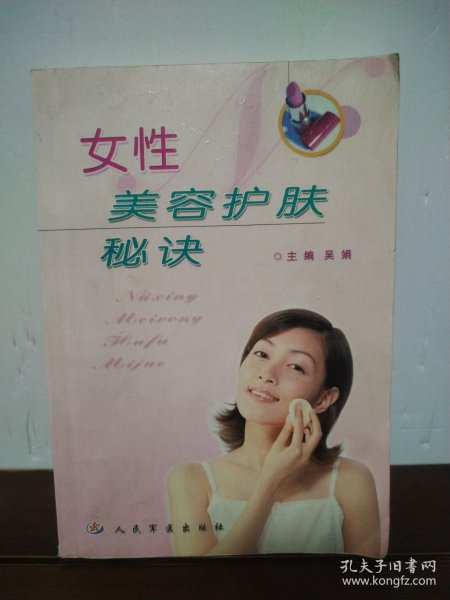 女性
美容护肤
秘诀
◎主编 吴娟
Nüxing
Meirong
Hufu
Mijue
人民军医出版社
孔夫子旧书网
www.kongfz.com